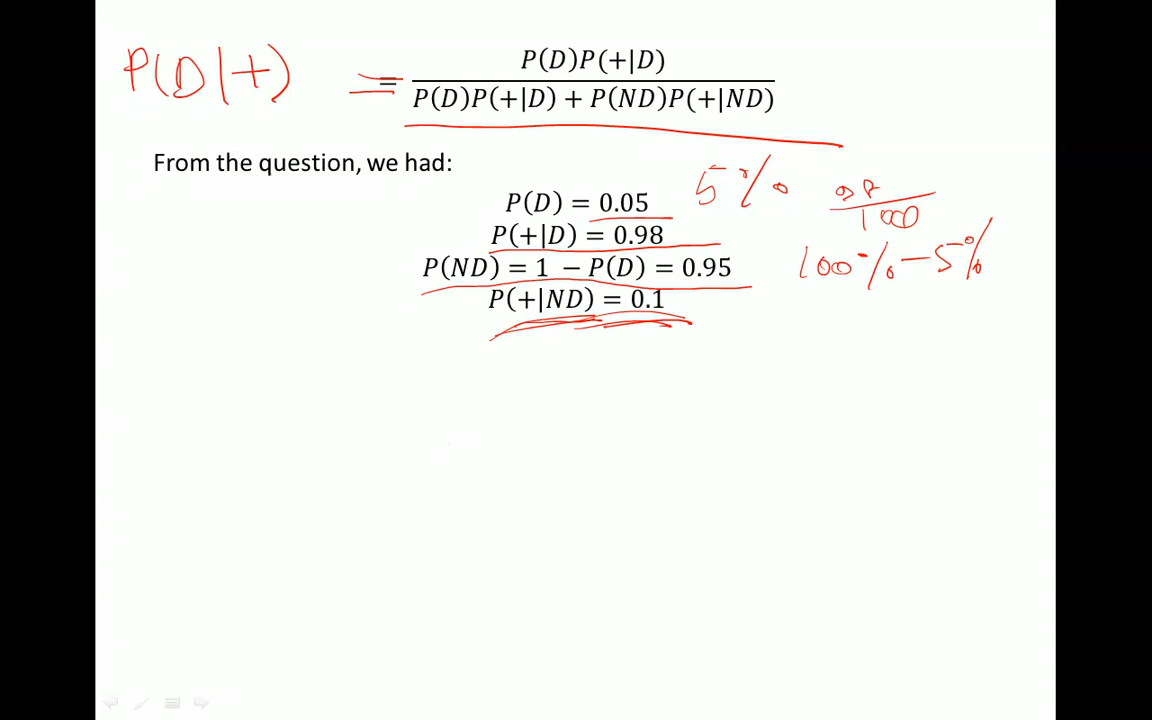 P(D|+) = P(D)P(+|D)
P(D)P(+|D) + P(ND)P(+|ND)
From the question, we had:
P(D) = 0.05 5%
P(+|D) = 0.98 98/100
P(ND) = 1 − P(D) = 0.95 100% − 5%
P(+|ND) = 0.1